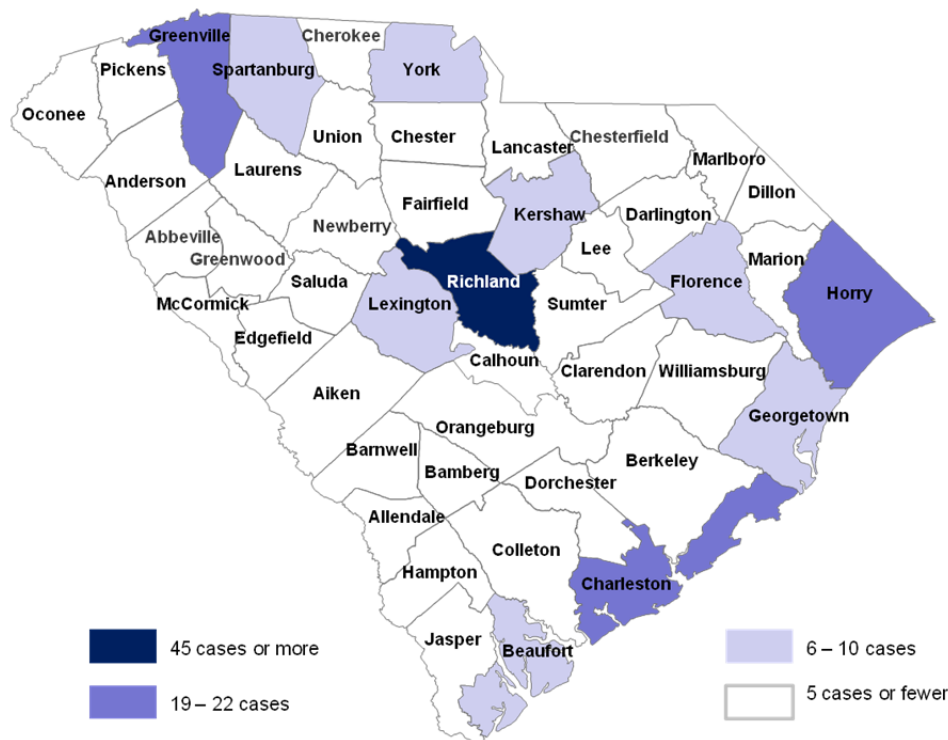 Greenville
Cherokee
Pickens
Spartanburg
York
Oconee
Union
Chester
Lancaster
Chesterfield
Marlboro
Anderson
Laurens
Dillon
Fairfield
Kershaw
Darlington
Abbeville
Newberry
Greenwood
Lee
Marion
Saluda
Richland
Florence
Horry
McCormick
Lexington
Sumter
Edgefield
Calhoun
Clarendon
Williamsburg
Aiken
Georgetown
Orangeburg
Barnwell
Bamberg
Berkeley
Dorchester
Allendale
Colleton
Hampton
Charleston
Jasper
Beaufort
45 cases or more
19 – 22 cases
6 – 10 cases
5 cases or fewer